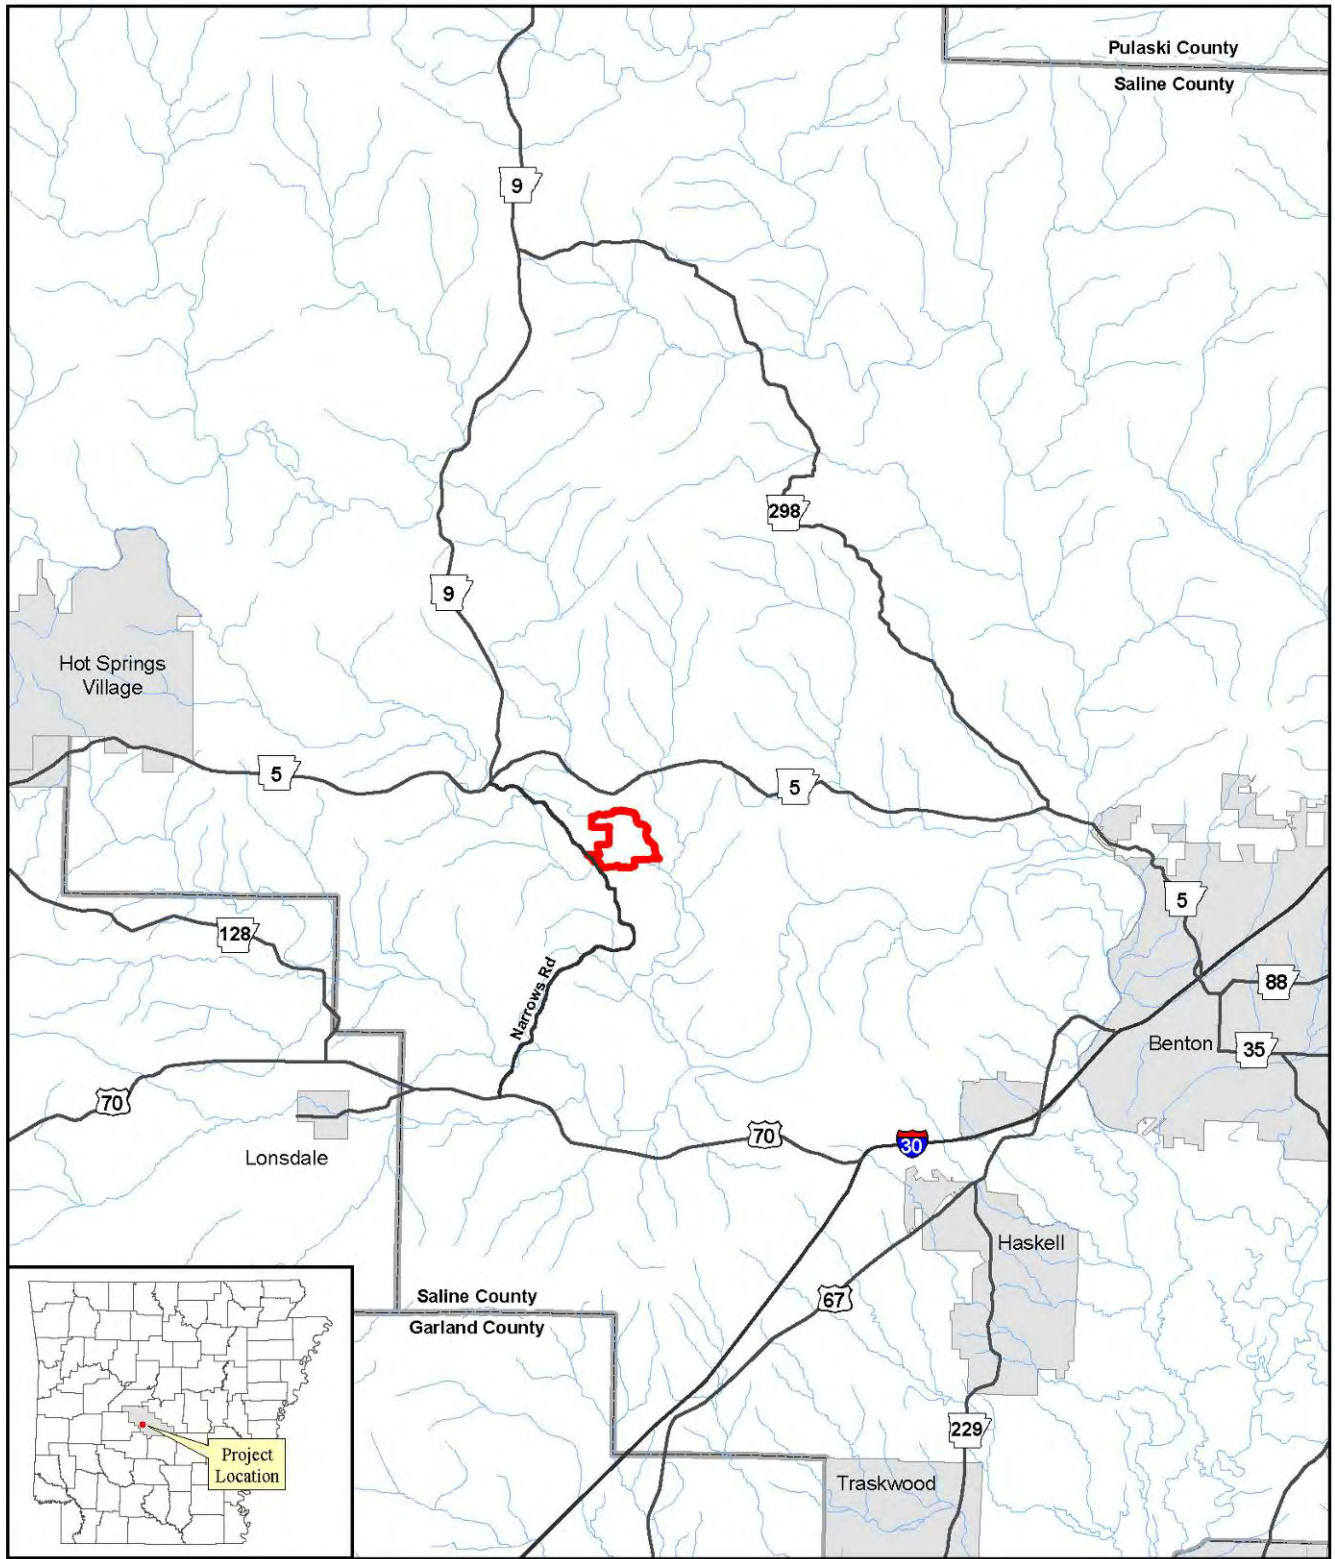 Pulaski County
Saline County
9
298
9
Hot Springs
Village
5
5
5
128
88
Narrows Rd
Benton
35
70
70
30
Lonsdale
Haskell
Saline County
67
Garland County
229
Project
Location
Traskwood